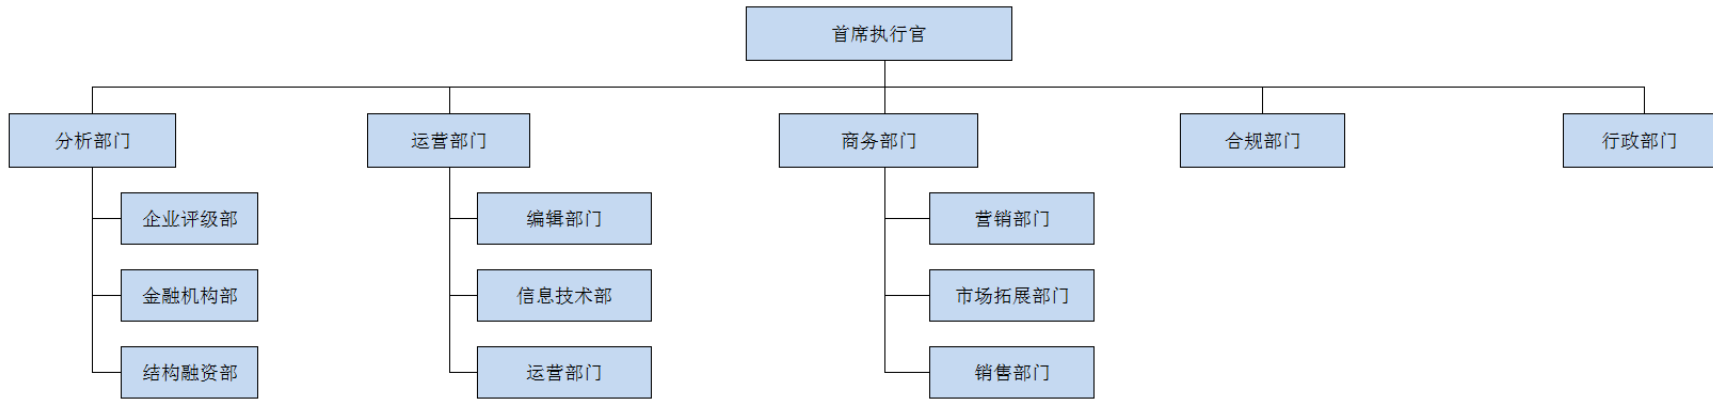 首席执行官
分析部门
运营部门
商务部门
合规部门
行政部门
企业评级部
编辑部门
营销部门
金融机构部
信息技术部
市场拓展部门
结构融资部
运营部门
销售部门